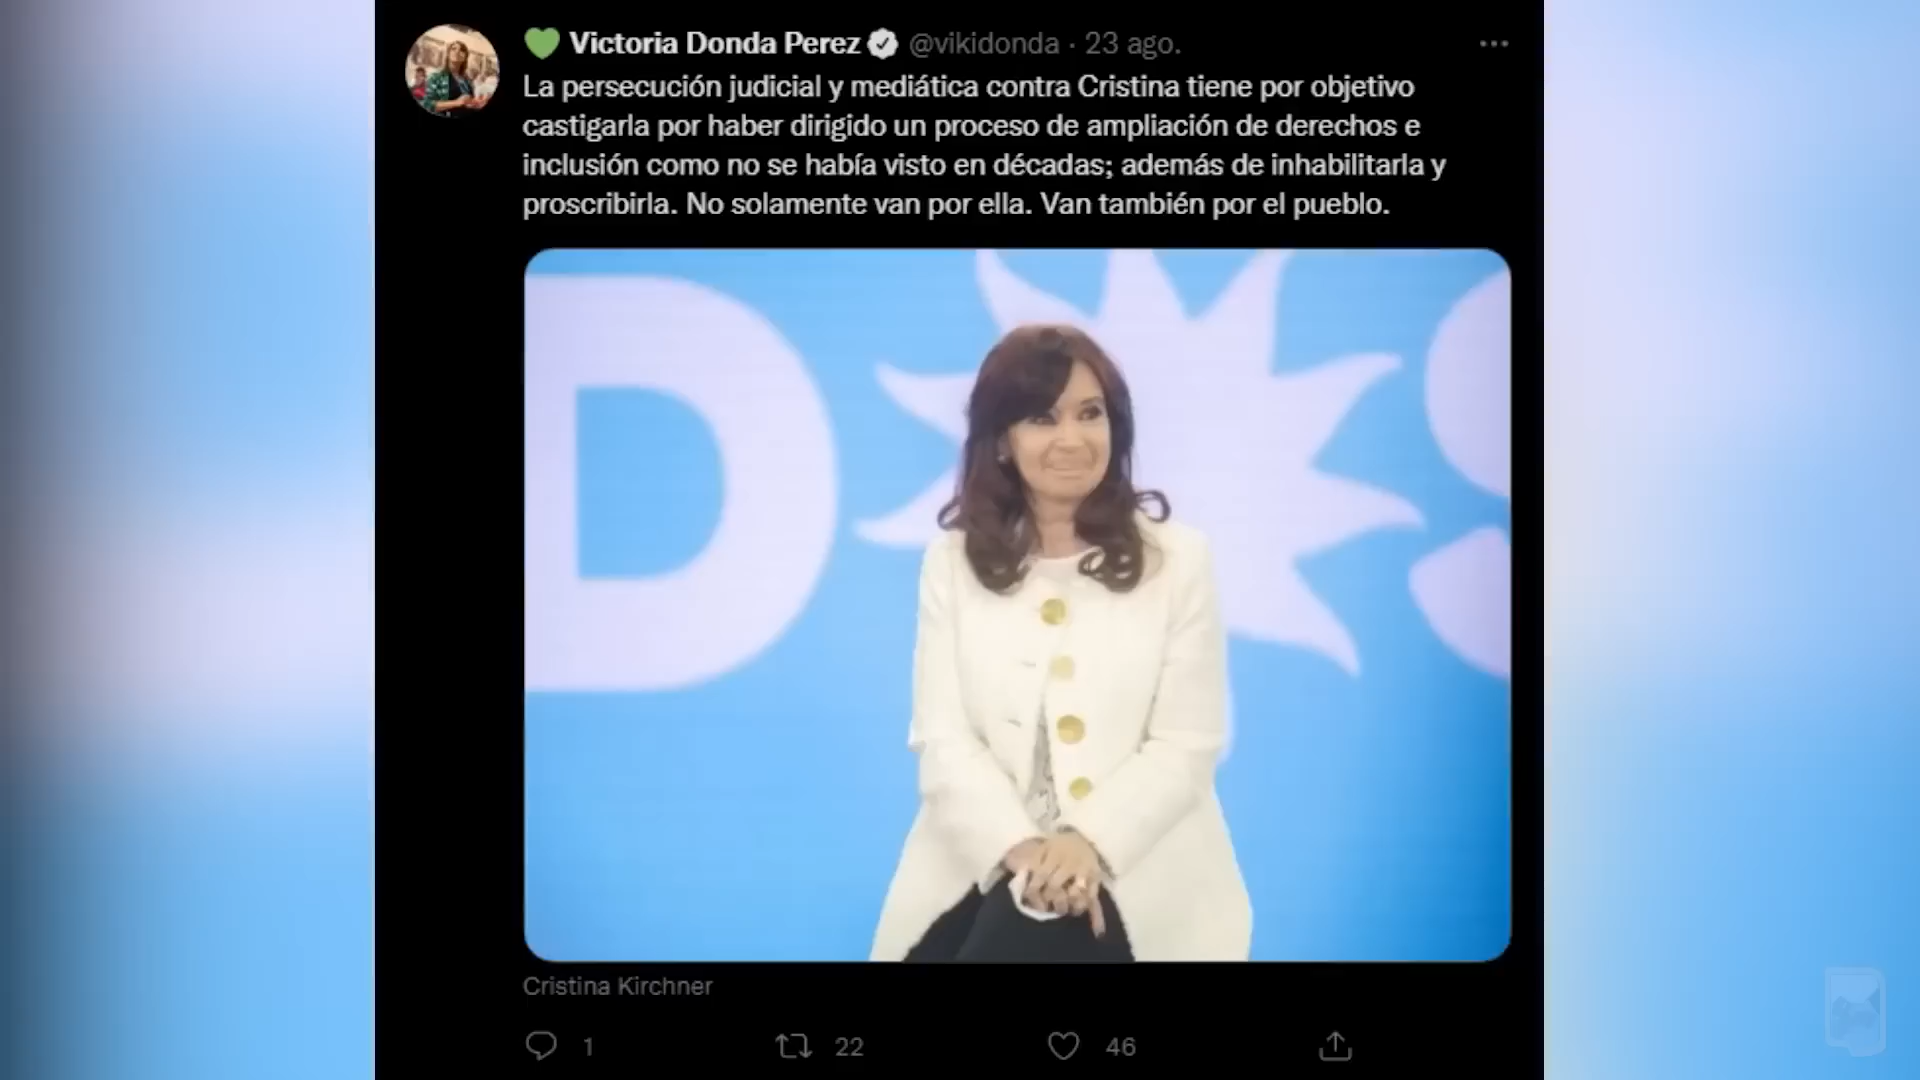 💚 Victoria Donda Perez @vikidonda · 23 ago.
La persecución judicial y mediática contra Cristina tiene por objetivo
castigarla por haber dirigido un proceso de ampliación de derechos e
inclusión como no se había visto en décadas; además de inhabilitarla y
proscribirla. No solamente van por ella. Van también por el pueblo.
D S
Cristina Kirchner
1 22 46